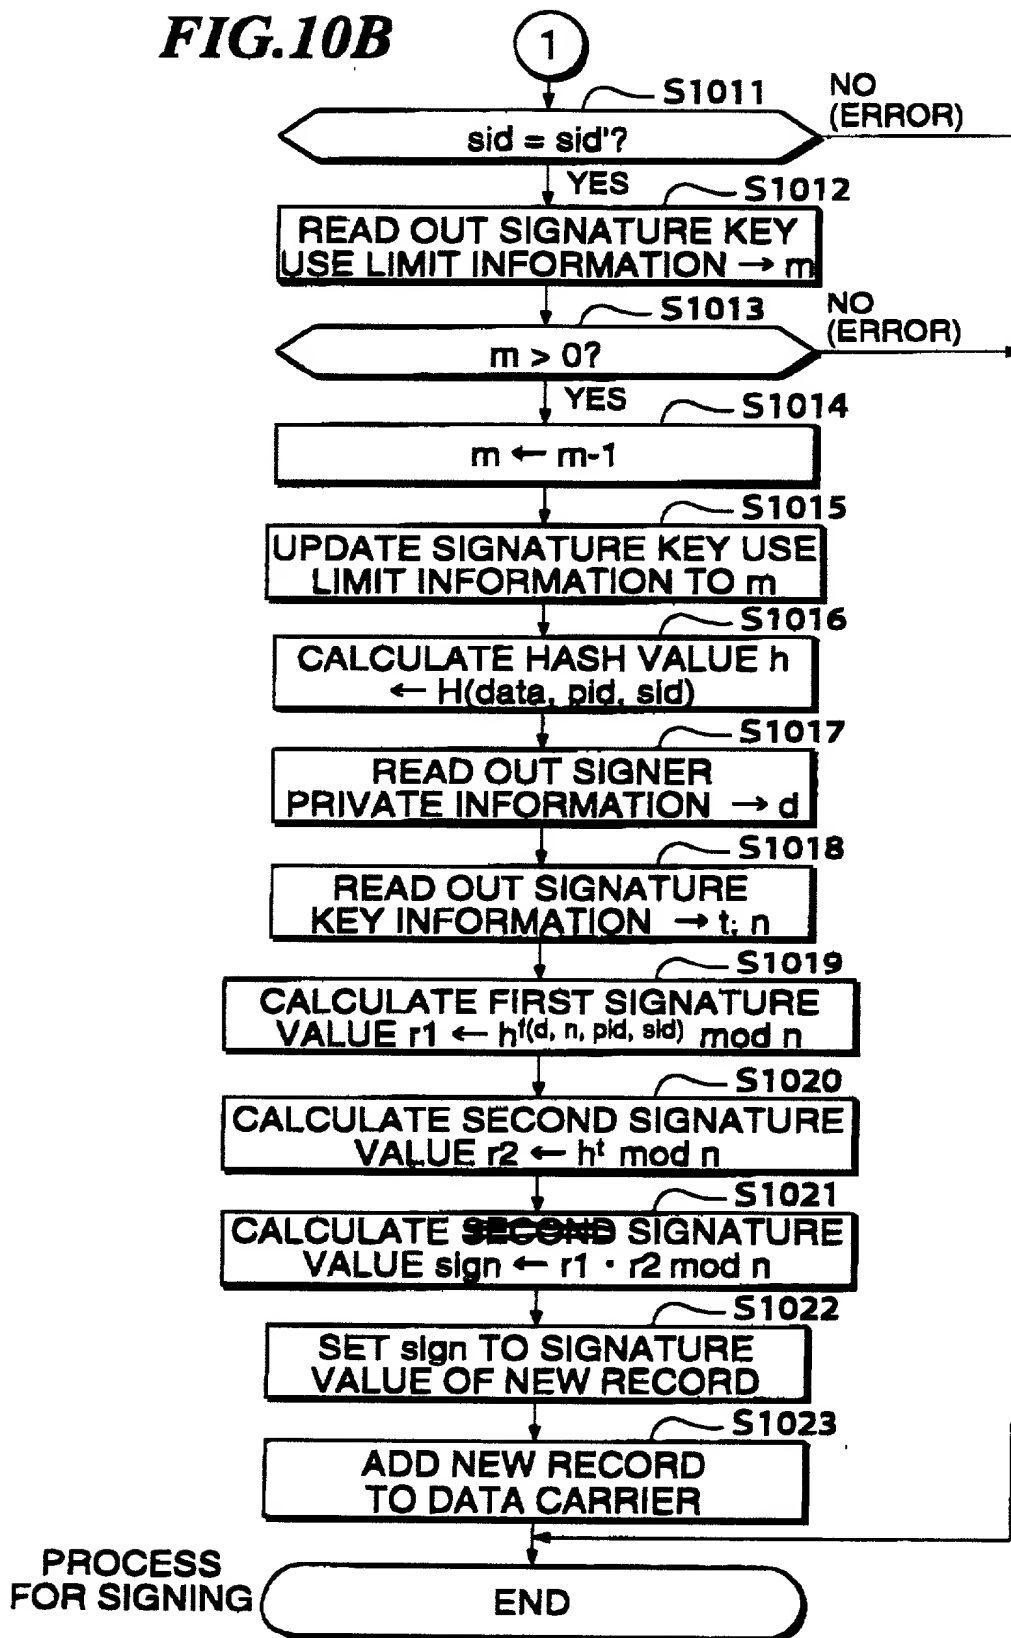 FIG.10B
1
S1011
NO
(ERROR)
sid = sid'?
YES
S1012
READ OUT SIGNATURE KEY
USE LIMIT INFORMATION → m
S1013
NO
(ERROR)
m > 0?
YES
S1014
m ← m-1
S1015
UPDATE SIGNATURE KEY USE
LIMIT INFORMATION TO m
S1016
CALCULATE HASH VALUE h
← H(data, pid, sid)
S1017
READ OUT SIGNER
PRIVATE INFORMATION → d
S1018
READ OUT SIGNATURE
KEY INFORMATION → t; n
S1019
CALCULATE FIRST SIGNATURE
VALUE r1 ← h^f(d, n, pid, sid) mod n
S1020
CALCULATE SECOND SIGNATURE
VALUE r2 ← h^t mod n
S1021
CALCULATE SECOND SIGNATURE
VALUE sign ← r1 · r2 mod n
S1022
SET sign TO SIGNATURE
VALUE OF NEW RECORD
S1023
ADD NEW RECORD
TO DATA CARRIER
PROCESS
FOR SIGNING
END